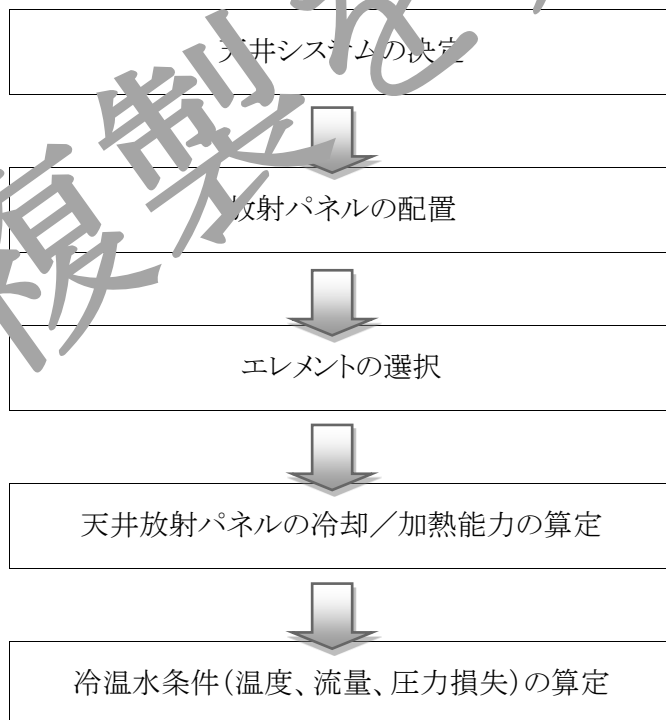 天井システムの決定
放射パネルの配置
エレメントの選択
天井放射パネルの冷却／加熱能力の算定
冷温水条件（温度、流量、圧力損失）の算定
複製を